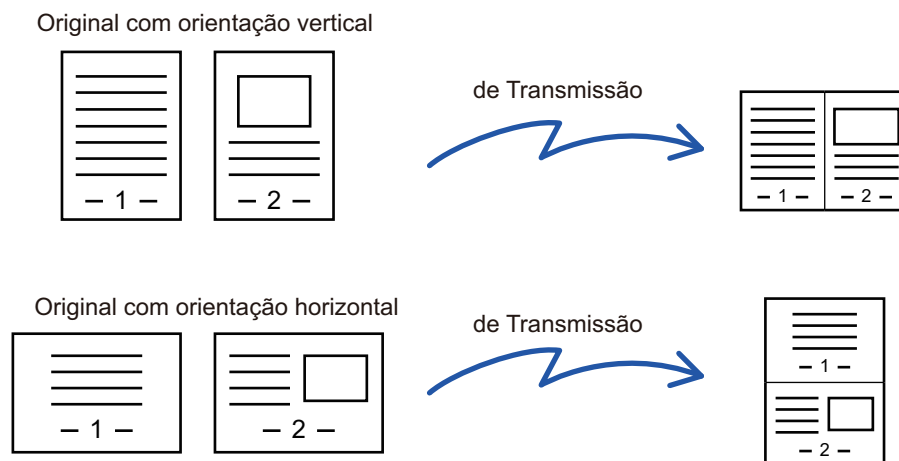 Original com orientação vertical
de Transmissão
– 1 – – 2 – – 1 – – 2 –
Original com orientação horizontal
de Transmissão
– 1 –
– 1 – – 2 –
– 2 –